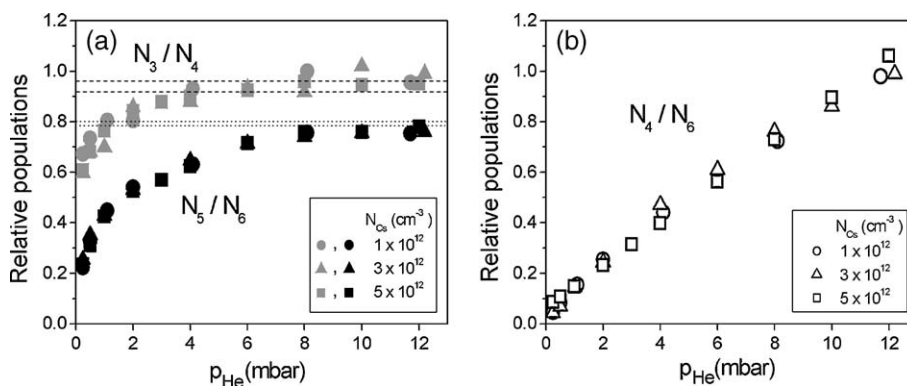 (a)
N3 / N4
N5 / N6
Relative populations
1.2
1.0
0.8
0.6
0.4
0.2
0.0
0 2 4 6 8 10 12
pHe(mbar)
NCs (cm-3)
, 1 x 10^12
, 3 x 10^12
, 5 x 10^12
(b)
N4 / N6
Relative populations
1.2
1.0
0.8
0.6
0.4
0.2
0.0
0 2 4 6 8 10 12
pHe(mbar)
NCs (cm-3)
1 x 10^12
3 x 10^12
5 x 10^12